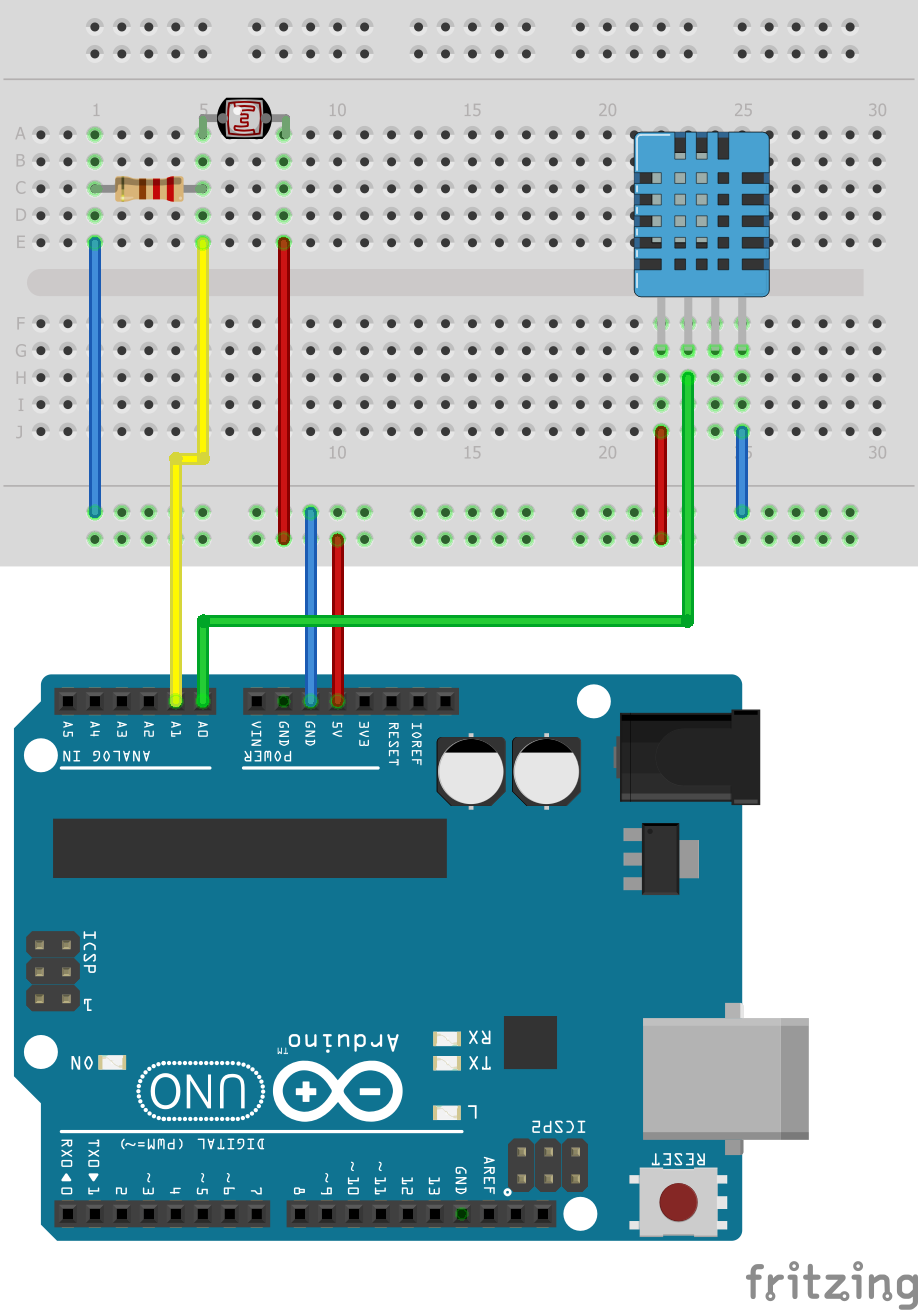 1 5 10 15 20 25 30
A
B
C
D
E
F
G
H
I
J
10 15 20 25 30
A5 A4 A3 A2 A1 A0 VIN GND GND 5V 3V3 RESET IOREF
ANALOG IN POWER
ICSP
1
Arduino™
RX
TX
ON
UNO
L
ICSP2
DIGITAL (PWM=~)
RESET
RX0◀0 TX0▶1 2 ~3 4 ~5 ~6 7 8 ~9 ~10 ~11 12 13 GND AREF
fritzing